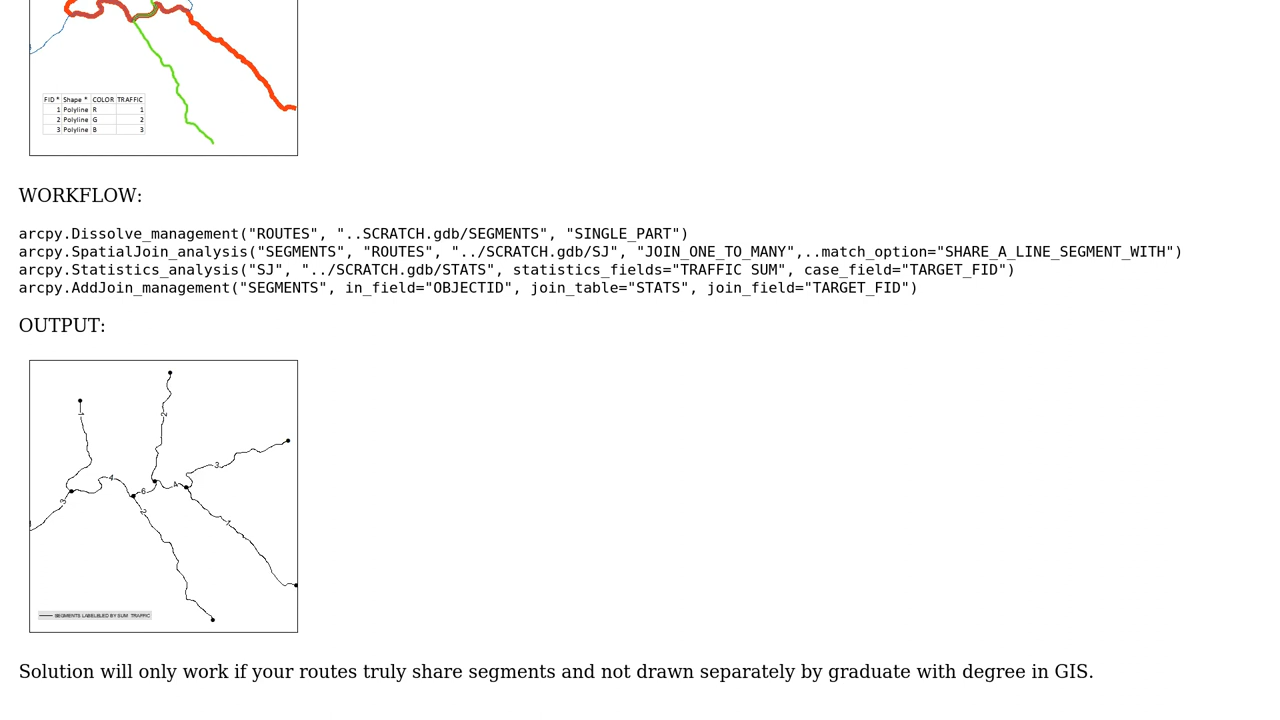 FID * Shape * COLOR TRAFFIC
1 Polyline R 1
2 Polyline G 2
3 Polyline B 3
WORKFLOW:
arcpy.Dissolve_management("ROUTES", "..SCRATCH.gdb/SEGMENTS", "SINGLE_PART")
arcpy.SpatialJoin_analysis("SEGMENTS", "ROUTES", "../SCRATCH.gdb/SJ", "JOIN_ONE_TO_MANY",..match_option="SHARE_A_LINE_SEGMENT_WITH")
arcpy.Statistics_analysis("SJ", "../SCRATCH.gdb/STATS", statistics_fields="TRAFFIC SUM", case_field="TARGET_FID")
arcpy.AddJoin_management("SEGMENTS", in_field="OBJECTID", join_table="STATS", join_field="TARGET_FID")
OUTPUT:
1
2
3
4
6
4
3
2
1
SEGMENTS LABELELED BY SUM_TRAFFIC
Solution will only work if your routes truly share segments and not drawn separately by graduate with degree in GIS.